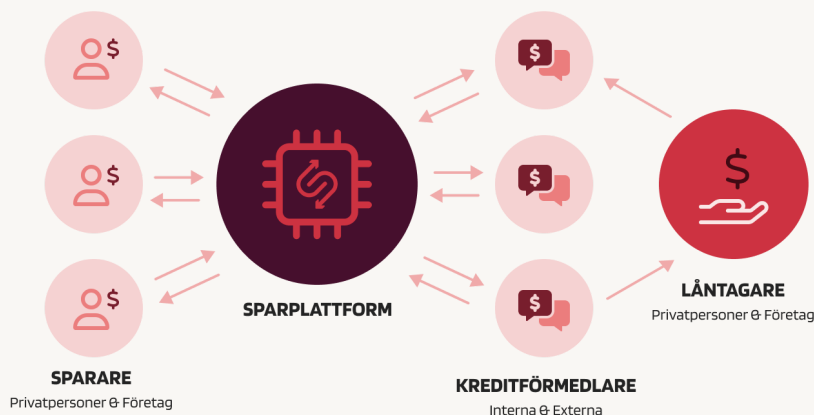 $
$
$
$
$
$
$
SPARPLATTFORM
SPARARE
Privatpersoner & Företag
KREDITFÖRMEDLARE
Interna & Externa
LÅNTAGARE
Privatpersoner & Företag